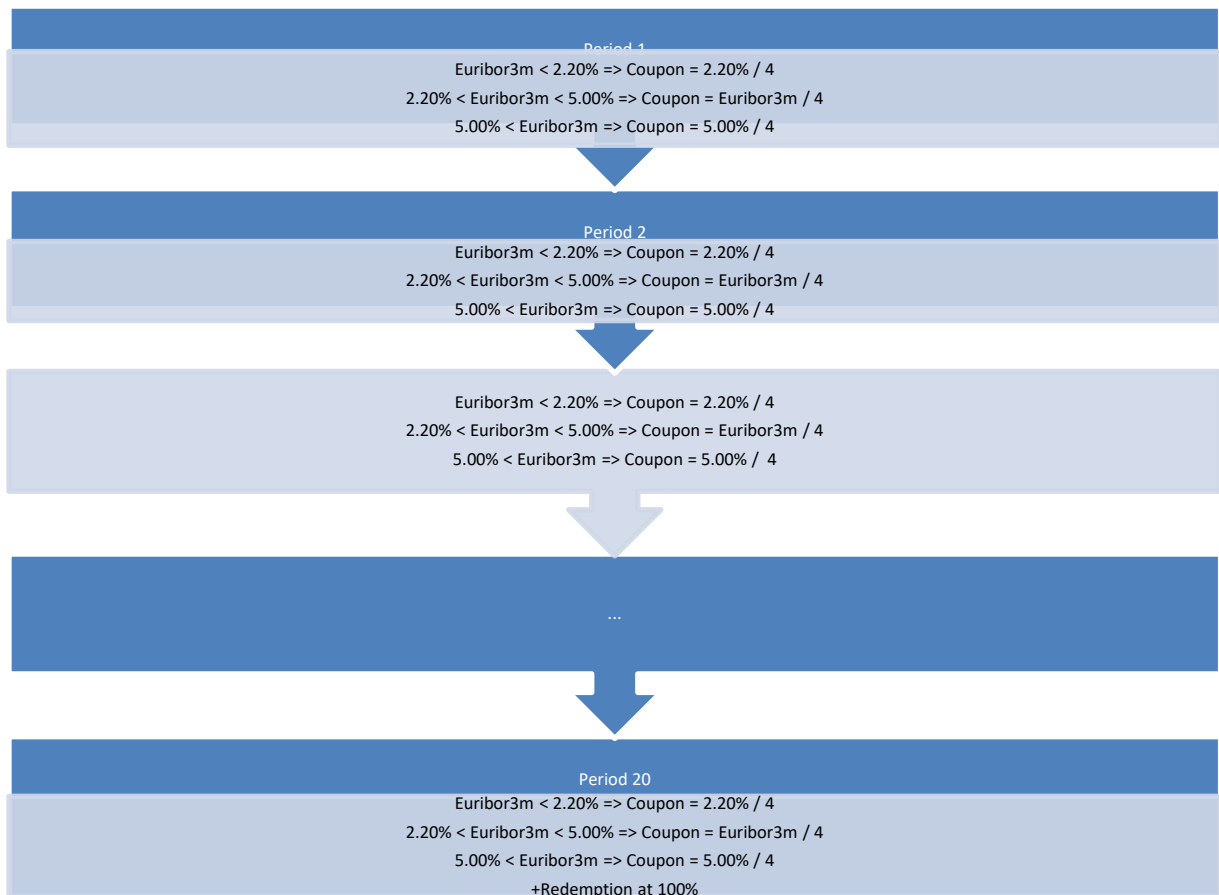 Period 1
Euribor3m < 2.20% => Coupon = 2.20% / 4
2.20% < Euribor3m < 5.00% => Coupon = Euribor3m / 4
5.00% < Euribor3m => Coupon = 5.00% / 4
Period 2
Euribor3m < 2.20% => Coupon = 2.20% / 4
2.20% < Euribor3m < 5.00% => Coupon = Euribor3m / 4
5.00% < Euribor3m => Coupon = 5.00% / 4
Euribor3m < 2.20% => Coupon = 2.20% / 4
2.20% < Euribor3m < 5.00% => Coupon = Euribor3m / 4
5.00% < Euribor3m => Coupon = 5.00% /  4
...
Period 20
Euribor3m < 2.20% => Coupon = 2.20% / 4
2.20% < Euribor3m < 5.00% => Coupon = Euribor3m / 4
5.00% < Euribor3m => Coupon = 5.00% / 4
+Redemption at 100%